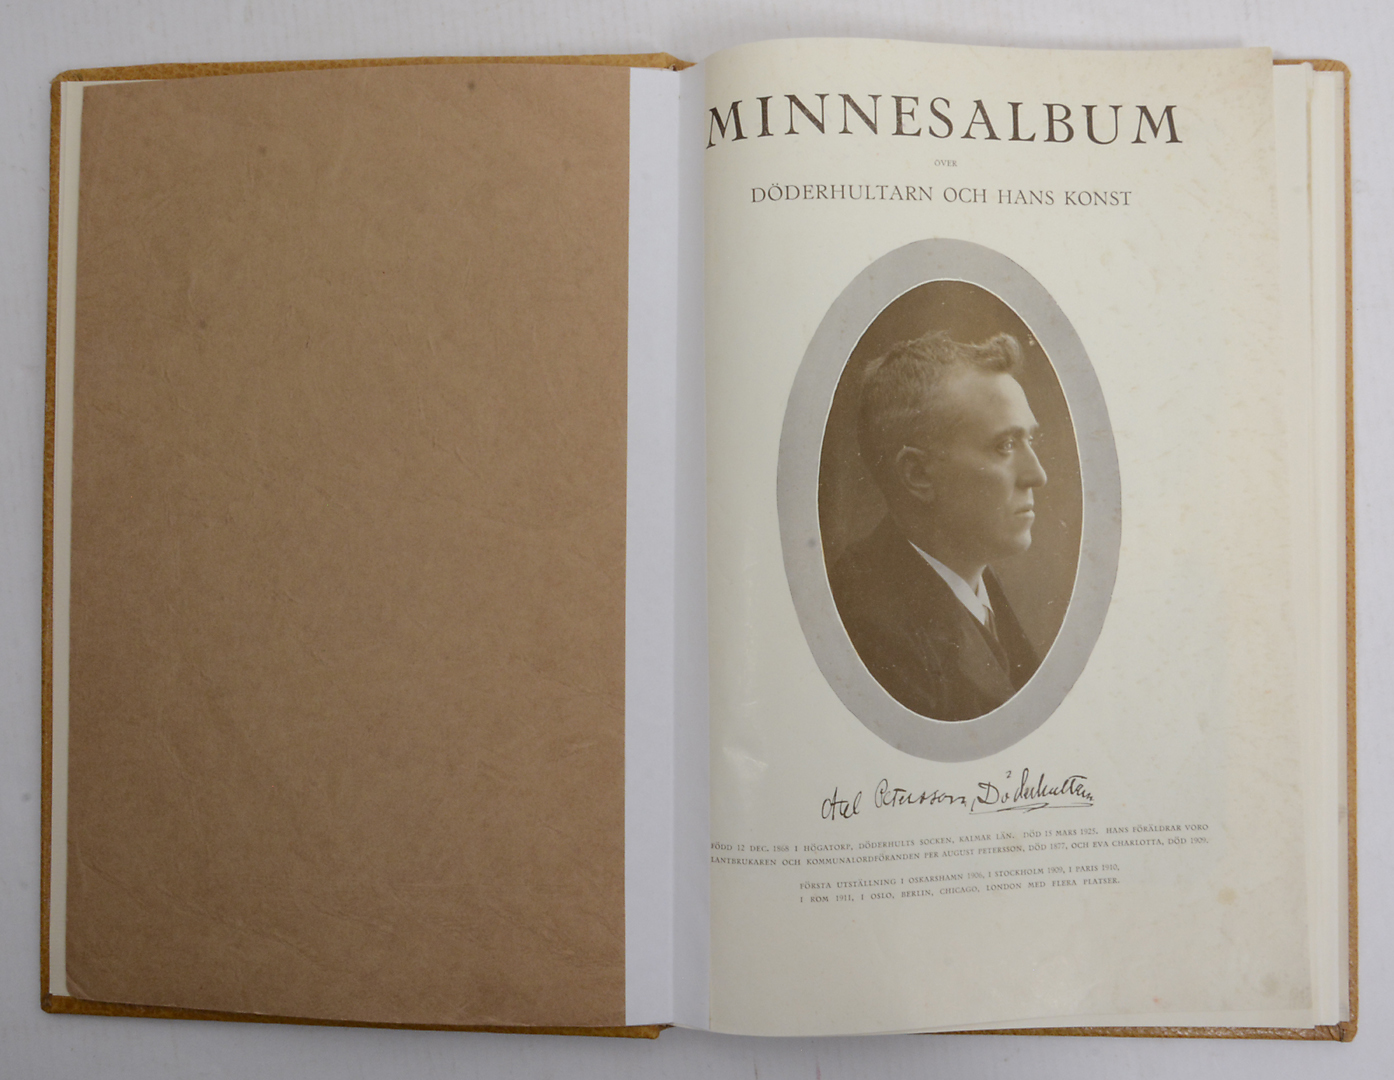 MINNESALBUM
ÖVER
DÖDERHULTARN OCH HANS KONST
Axel Petersson, Döderhultarn
FÖDD 12 DEC. 1868 I HÖGATORP, DÖDERHULTS SOCKEN, KALMAR LÄN. DÖD 15 MARS 1925. HANS FÖRÄLDRAR VORO
LANTBRUKAREN OCH KOMMUNALORDFÖRANDEN PER AUGUST PETERSSON, DÖD 1877, OCH EVA CHARLOTTA, DÖD 1909.
FÖRSTA UTSTÄLLNING I OSKARSHAMN 1906, I STOCKHOLM 1909, I PARIS 1910,
I ROM 1911, I OSLO, BERLIN, CHICAGO, LONDON MED FLERA PLATSER.